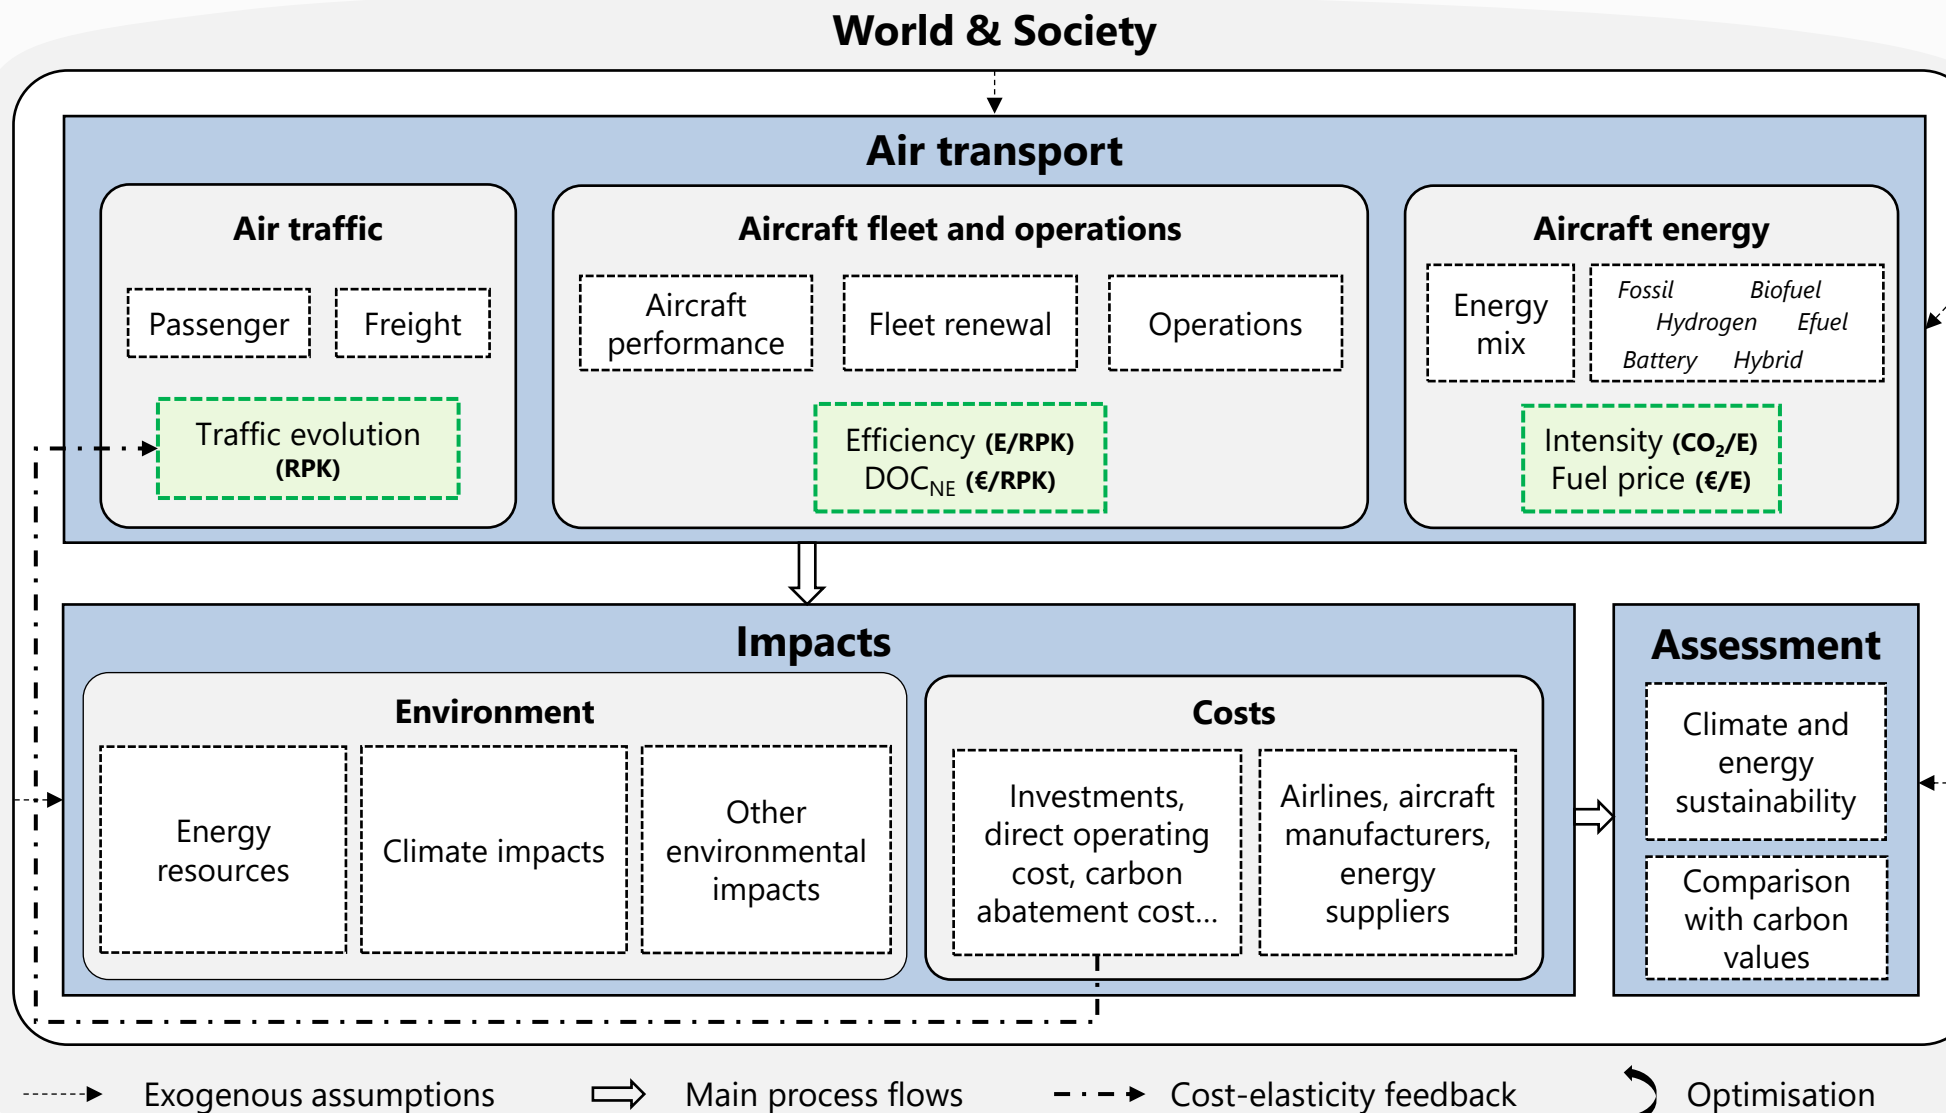 World & Society
Air transport
Air traffic
Passenger
Freight
Traffic evolution
(RPK)
Aircraft fleet and operations
Aircraft
performance
Fleet renewal
Operations
Efficiency (E/RPK)
DOC_NE (€/RPK)
Aircraft energy
Energy
mix
Fossil Biofuel
Hydrogen Efuel
Battery Hybrid
Intensity (CO₂/E)
Fuel price (€/E)
Impacts
Environment
Energy
resources
Climate impacts
Other
environmental
impacts
Costs
Investments,
direct operating
cost, carbon
abatement cost...
Airlines, aircraft
manufacturers,
energy
suppliers
Assessment
Climate and
energy
sustainability
Comparison
with carbon
values
Exogenous assumptions
Main process flows
Cost-elasticity feedback
Optimisation